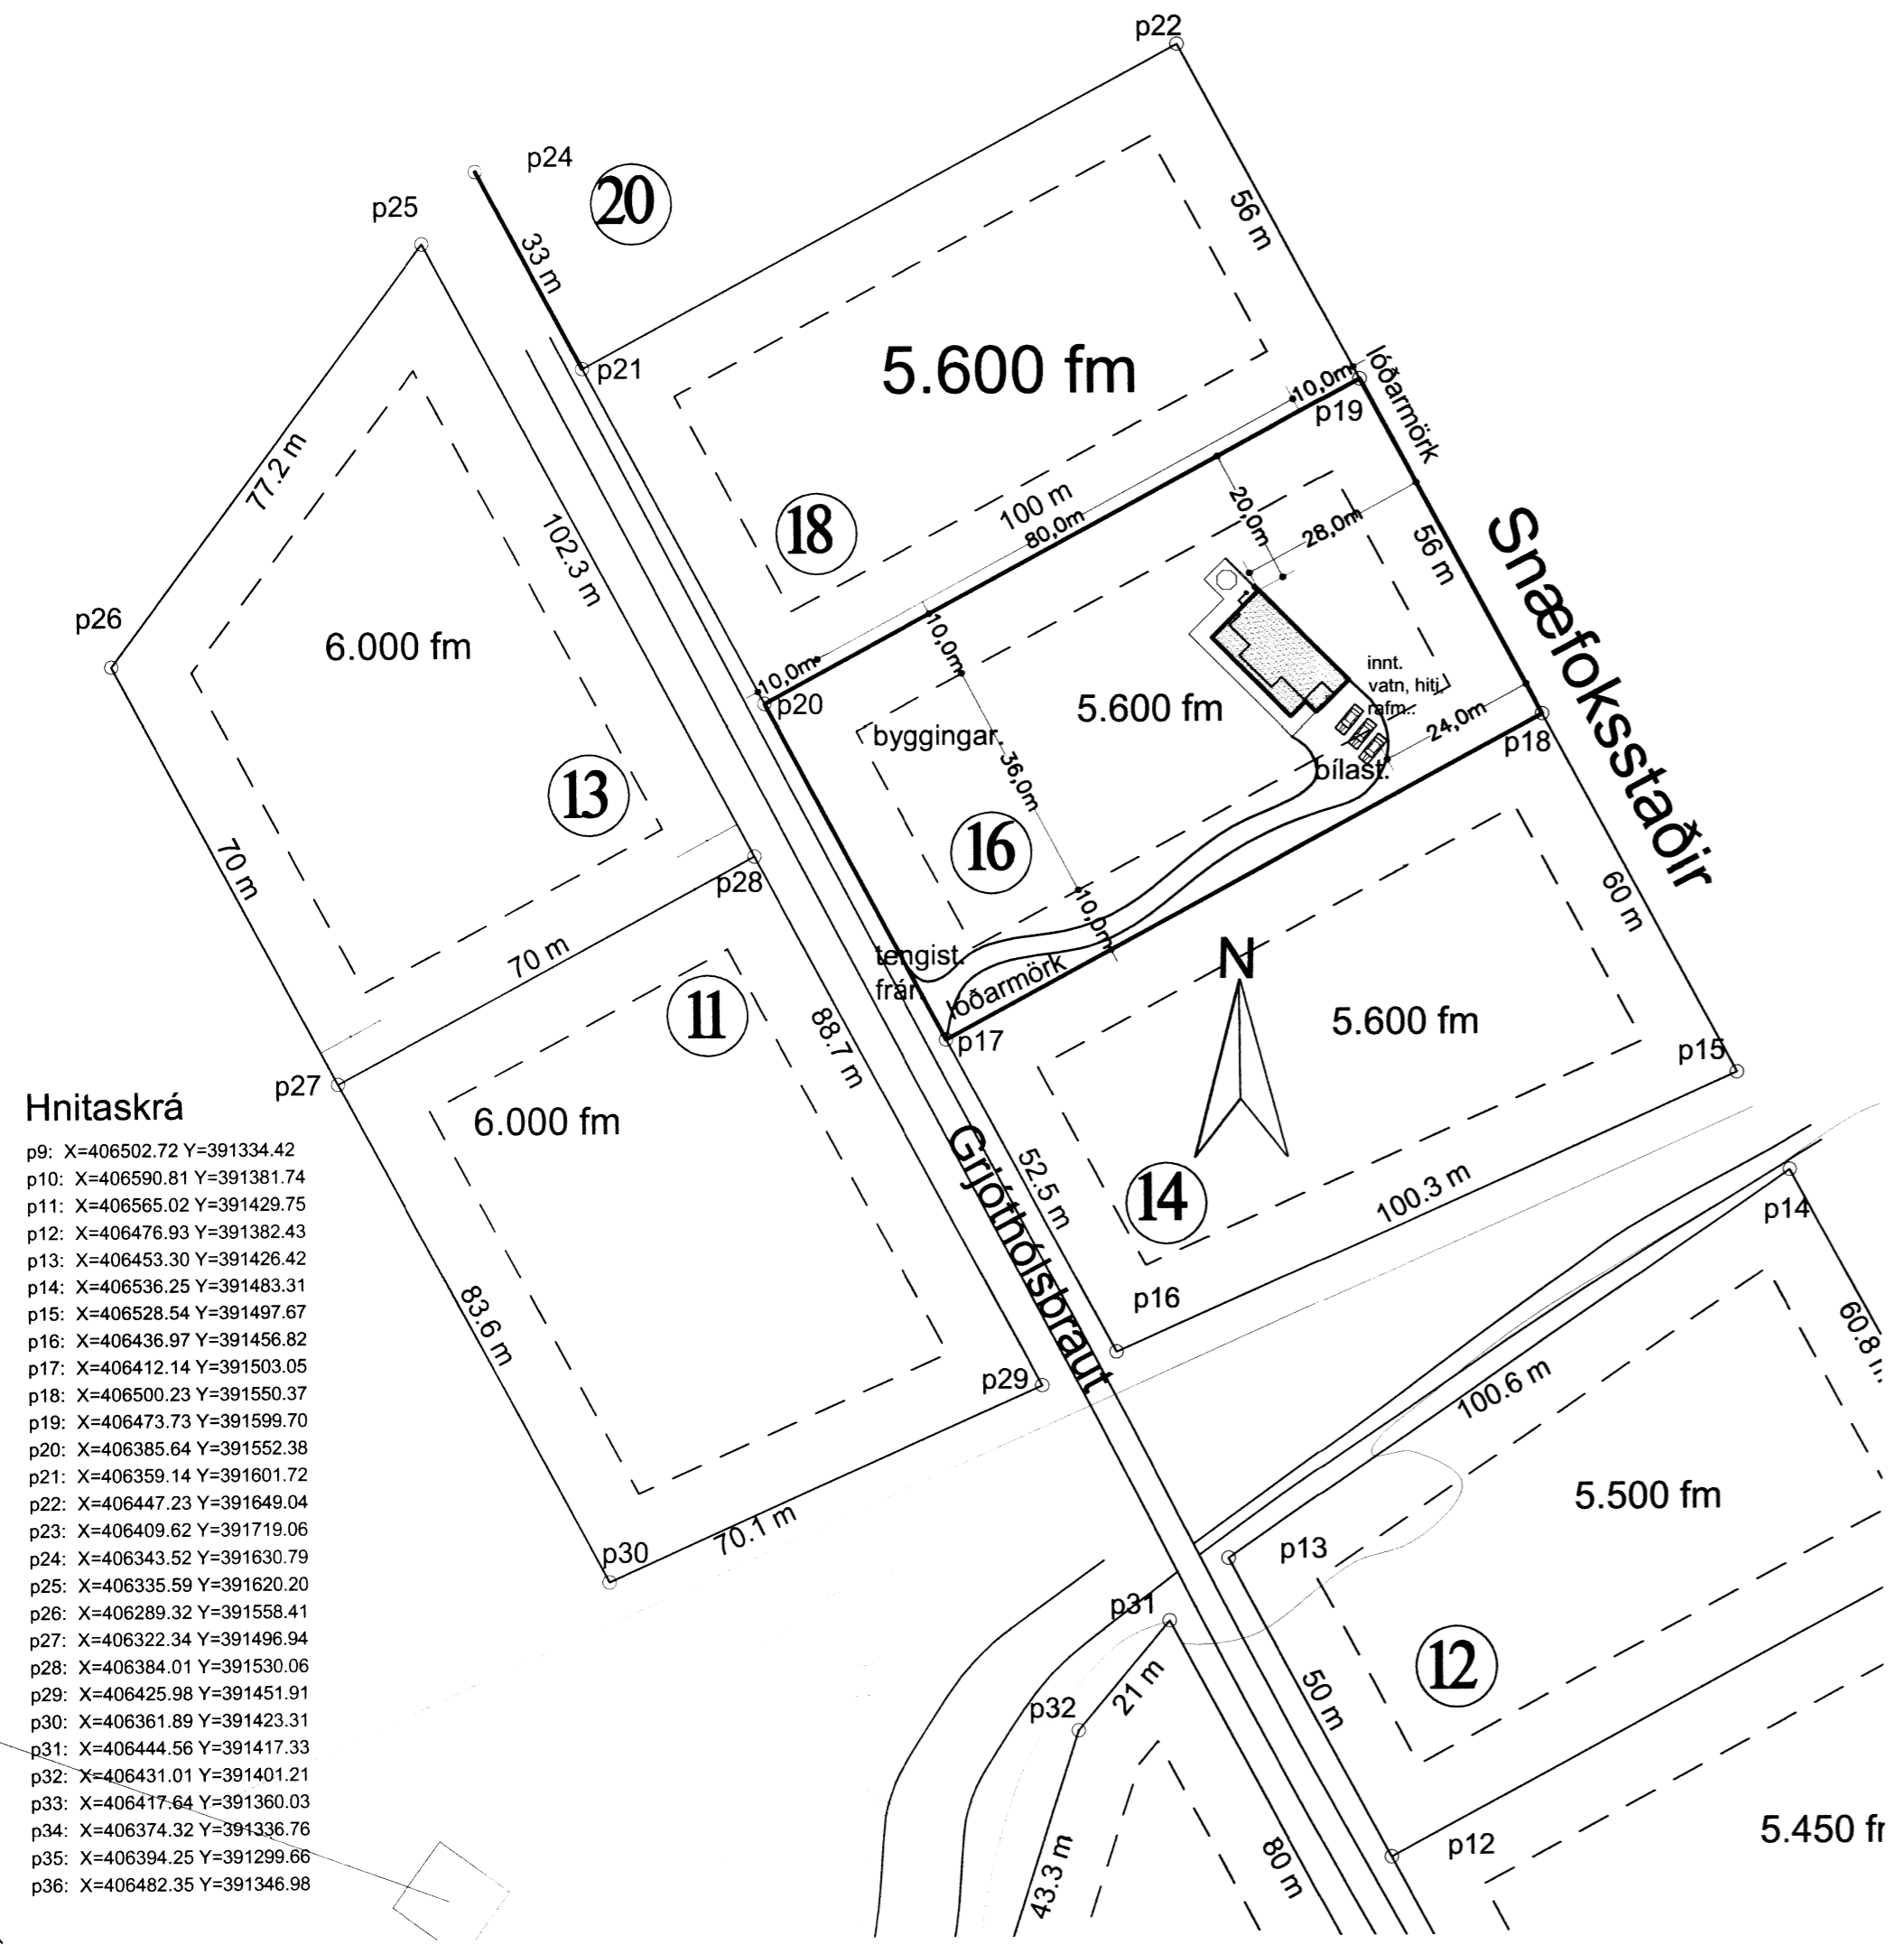 p22
p24
20
p25
33 m
56 m
5.600 fm
p21
lóðarmörk
10,0m
p19
77.2 m
102.3 m
18
100 m
80,0m
20,0m
28,0m
56 m
Snæfoksstaðir
p26
6.000 fm
10,0m
10,0m
p20
innt.
vatn, hiti,
rafm.:
5.600 fm
24,0m
p18
byggingar.
36,0m
bílast.
13
16
70 m
p28
60 m
10,0m
70 m
tengist.
frár.
lóðarmörk
N
11
88.7 m
p17
5.600 fm
p15
p27
6.000 fm
Grjóthólsbraut
52.5 m
14
100.3 m
p14
83.6 m
p16
60.8 m
p29
100.6 m
5.500 fm
70.1 m
p30
p13
p31
12
21 m
50 m
p32
43.3 m
80 m
p12
5.450 f
Hnitaskrá
p9: X=406502.72 Y=391334.42
p10: X=406590.81 Y=391381.74
p11: X=406565.02 Y=391429.75
p12: X=406476.93 Y=391382.43
p13: X=406453.30 Y=391426.42
p14: X=406536.25 Y=391483.31
p15: X=406528.54 Y=391497.67
p16: X=406436.97 Y=391456.82
p17: X=406412.14 Y=391503.05
p18: X=406500.23 Y=391550.37
p19: X=406473.73 Y=391599.70
p20: X=406385.64 Y=391552.38
p21: X=406359.14 Y=391601.72
p22: X=406447.23 Y=391649.04
p23: X=406409.62 Y=391719.06
p24: X=406343.52 Y=391630.79
p25: X=406335.59 Y=391620.20
p26: X=406289.32 Y=391558.41
p27: X=406322.34 Y=391496.94
p28: X=406384.01 Y=391530.06
p29: X=406425.98 Y=391451.91
p30: X=406361.89 Y=391423.31
p31: X=406444.56 Y=391417.33
p32: X=406431.01 Y=391401.21
p33: X=406417.64 Y=391360.03
p34: X=406374.32 Y=391336.76
p35: X=406394.25 Y=391299.66
p36: X=406482.35 Y=391346.98